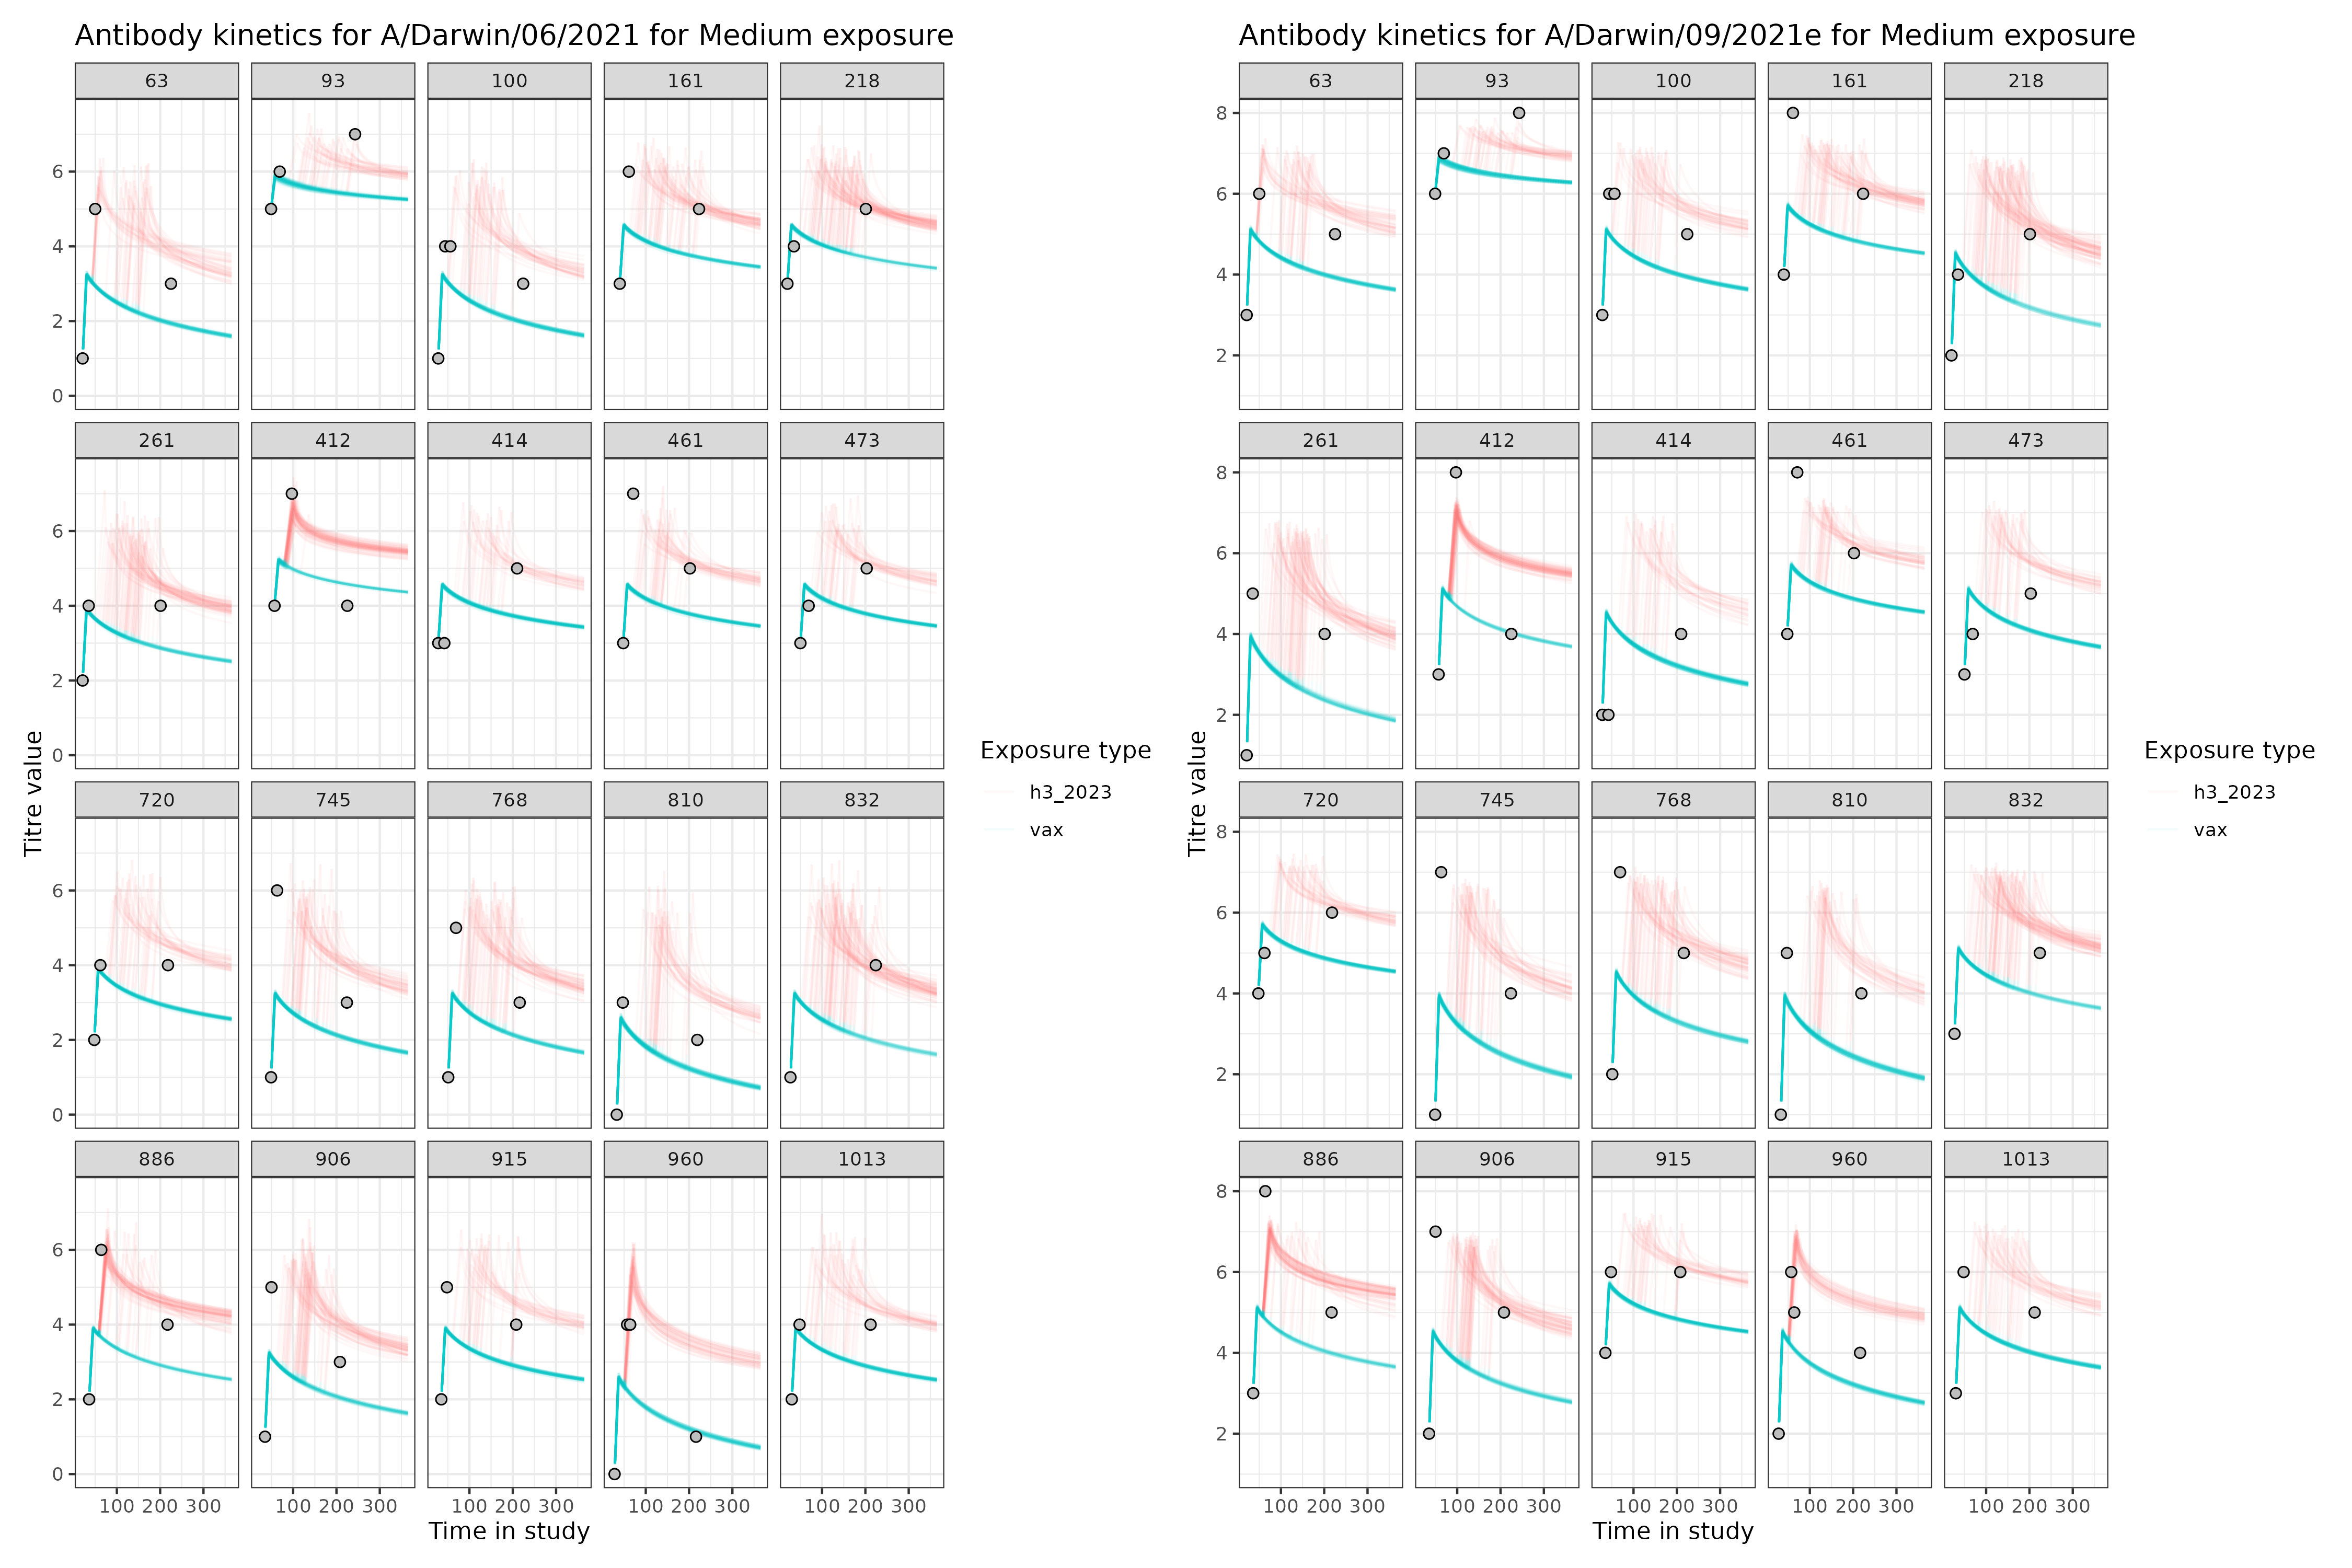 Antibody kinetics for A/Darwin/06/2021 for Medium exposure
63 93 100 161 218
6
4
2
0
261 412 414 461 473
6
4
2
0
720 745 768 810 832
6
4
2
0
886 906 915 960 1013
6
4
2
0
100 200 300 100 200 300 100 200 300 100 200 300 100 200 300
Time in study
Titre value
Exposure type
h3_2023
vax
Antibody kinetics for A/Darwin/09/2021e for Medium exposure
63 93 100 161 218
8
6
4
2
261 412 414 461 473
8
6
4
2
720 745 768 810 832
8
6
4
2
886 906 915 960 1013
8
6
4
2
100 200 300 100 200 300 100 200 300 100 200 300 100 200 300
Time in study
Titre value
Exposure type
h3_2023
vax